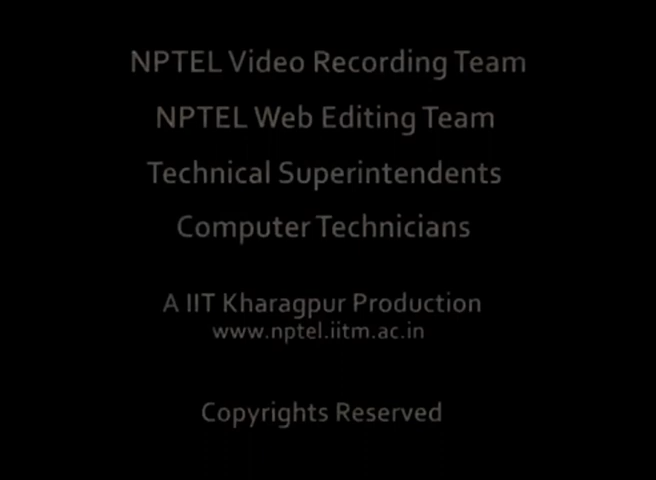 NPTEL Video Recording Team
NPTEL Web Editing Team
Technical Superintendents
Computer Technicians
A IIT Kharagpur Production
www.nptel.iitm.ac.in
Copyrights Reserved